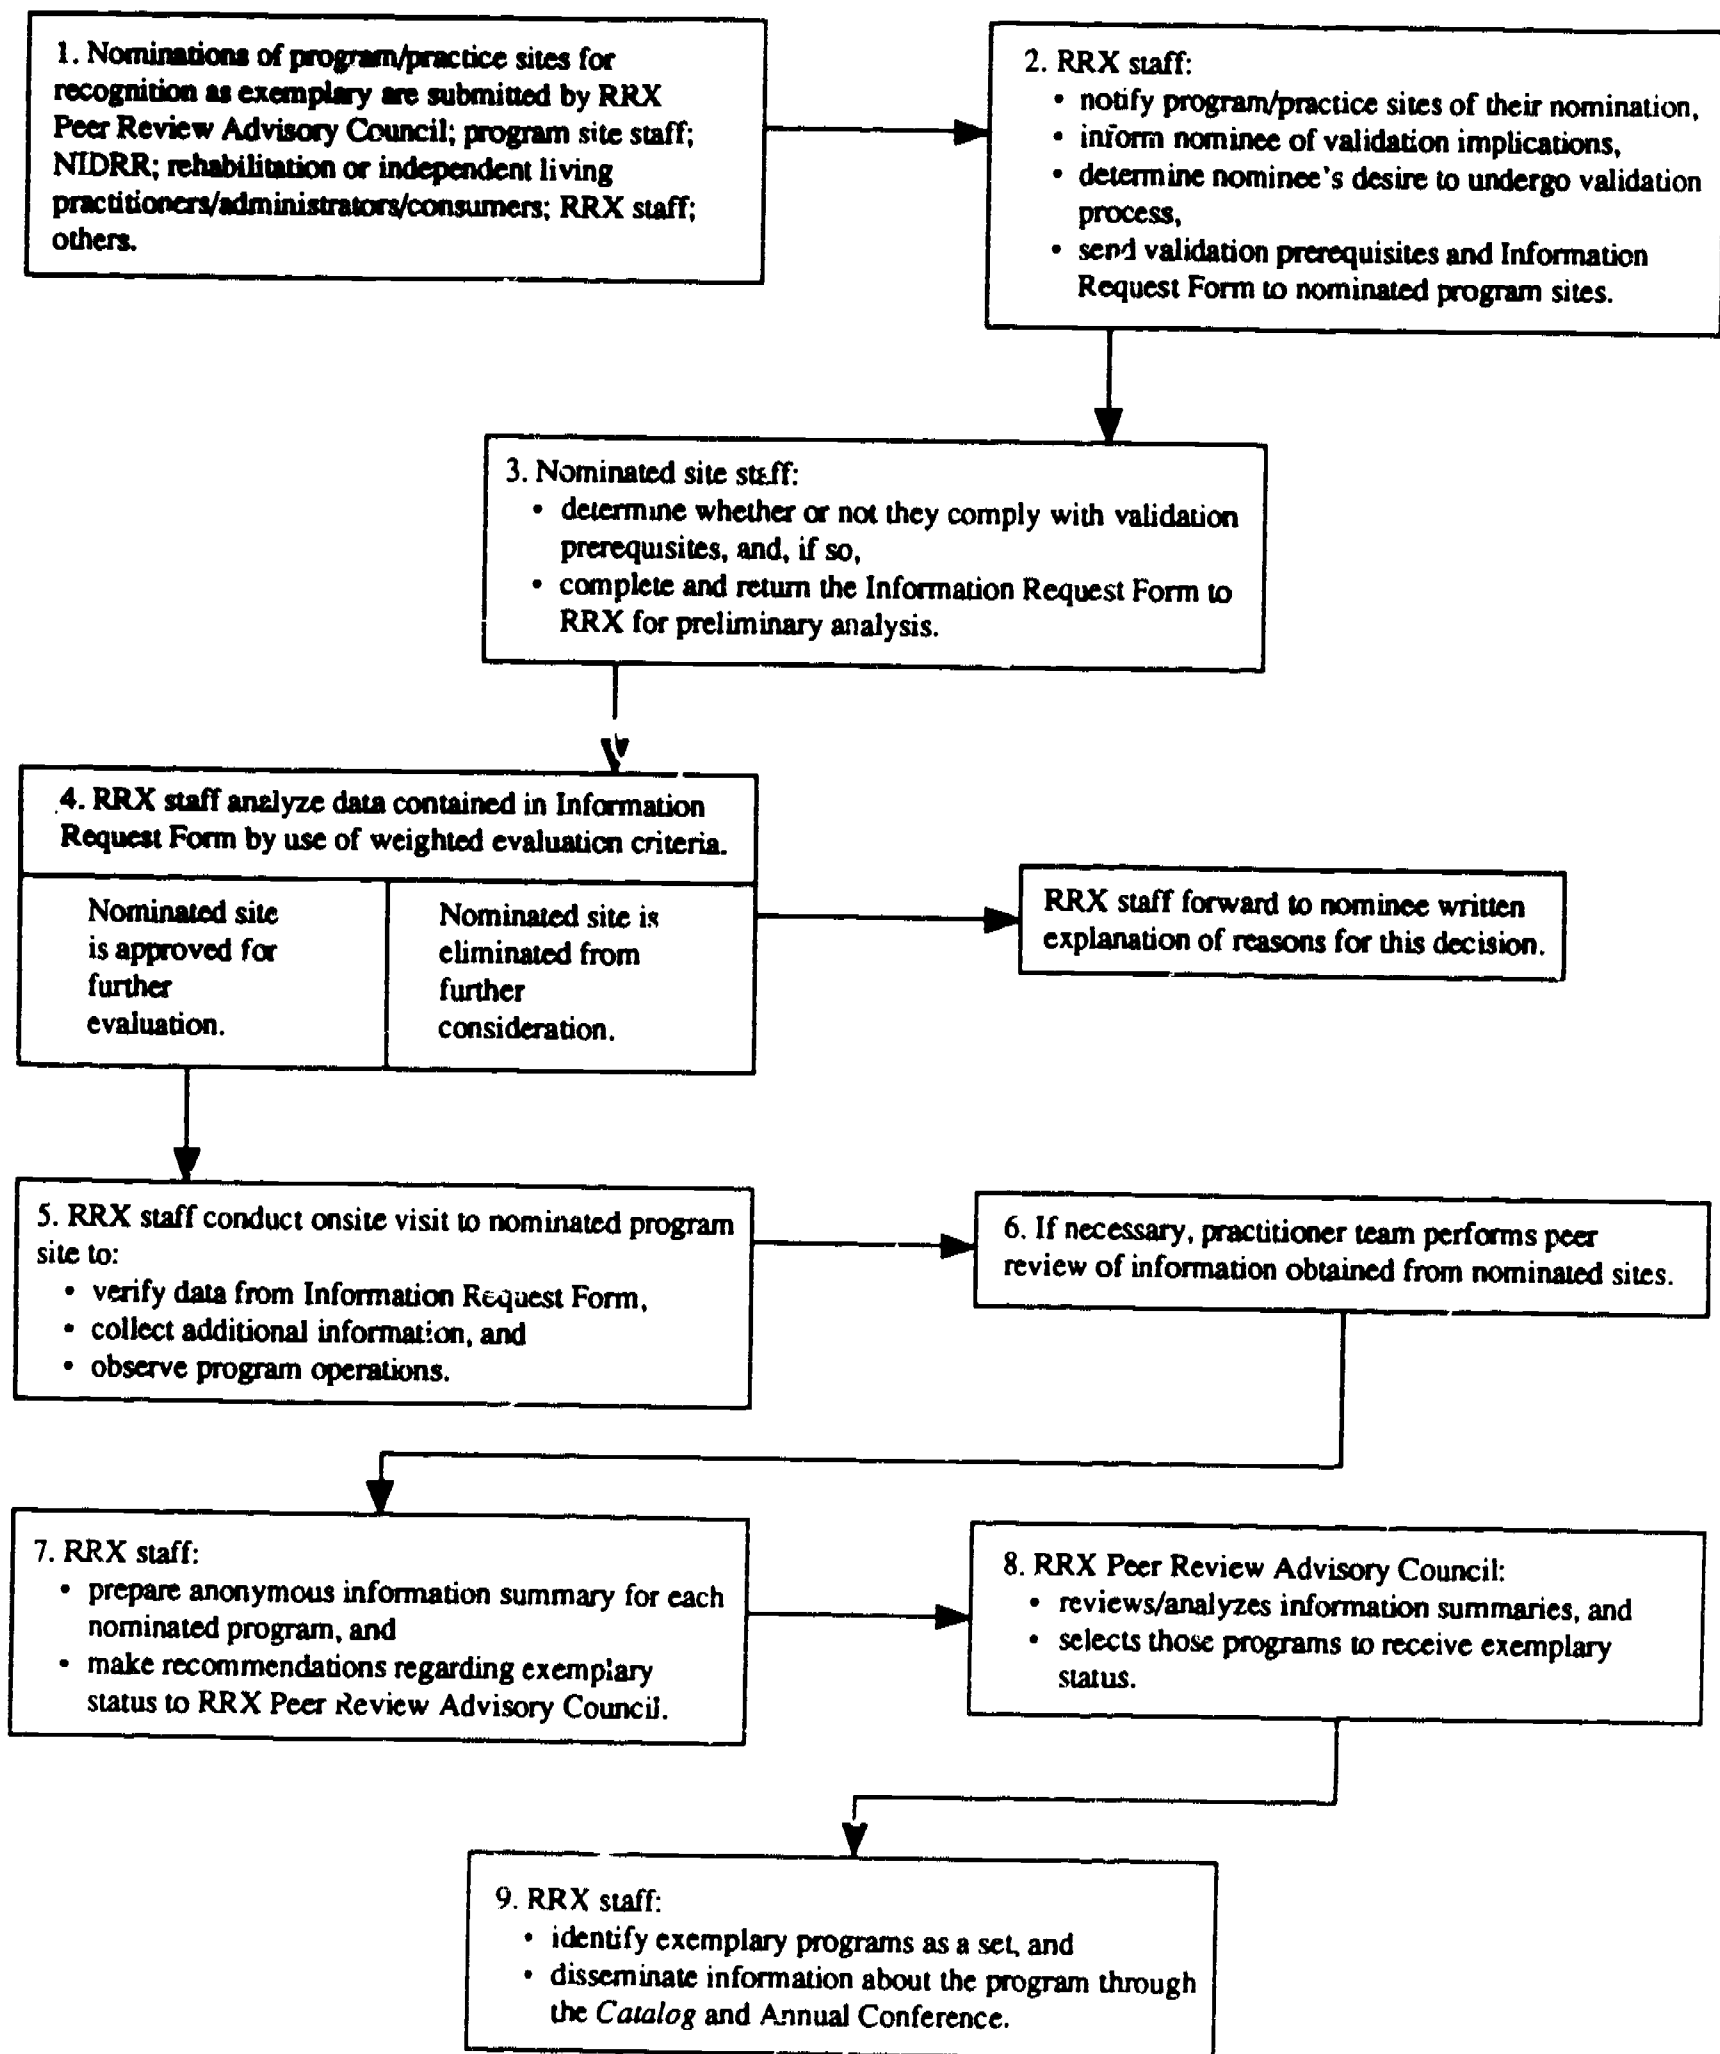 1. Nominations of program/practice sites for
recognition as exemplary are submitted by RRX
Peer Review Advisory Council; program site staff;
NIDRR; rehabilitation or independent living
practitioners/administrators/consumers; RRX staff;
others.
2. RRX staff:
• notify program/practice sites of their nomination,
• inform nominee of validation implications,
• determine nominee's desire to undergo validation
process,
• send validation prerequisites and Information
Request Form to nominated program sites.
3. Nominated site staff:
• determine whether or not they comply with validation
prerequisites, and, if so,
• complete and return the Information Request Form to
RRX for preliminary analysis.
4. RRX staff analyze data contained in Information
Request Form by use of weighted evaluation criteria.
Nominated site
is approved for
further
evaluation.
Nominated site is
eliminated from
further
consideration.
RRX staff forward to nominee written
explanation of reasons for this decision.
5. RRX staff conduct onsite visit to nominated program
site to:
• verify data from Information Request Form,
• collect additional information, and
• observe program operations.
6. If necessary, practitioner team performs peer
review of information obtained from nominated sites.
7. RRX staff:
• prepare anonymous information summary for each
nominated program, and
• make recommendations regarding exemplary
status to RRX Peer Review Advisory Council.
8. RRX Peer Review Advisory Council:
• reviews/analyzes information summaries, and
• selects those programs to receive exemplary
status.
9. RRX staff:
• identify exemplary programs as a set, and
• disseminate information about the program through
the Catalog and Annual Conference.